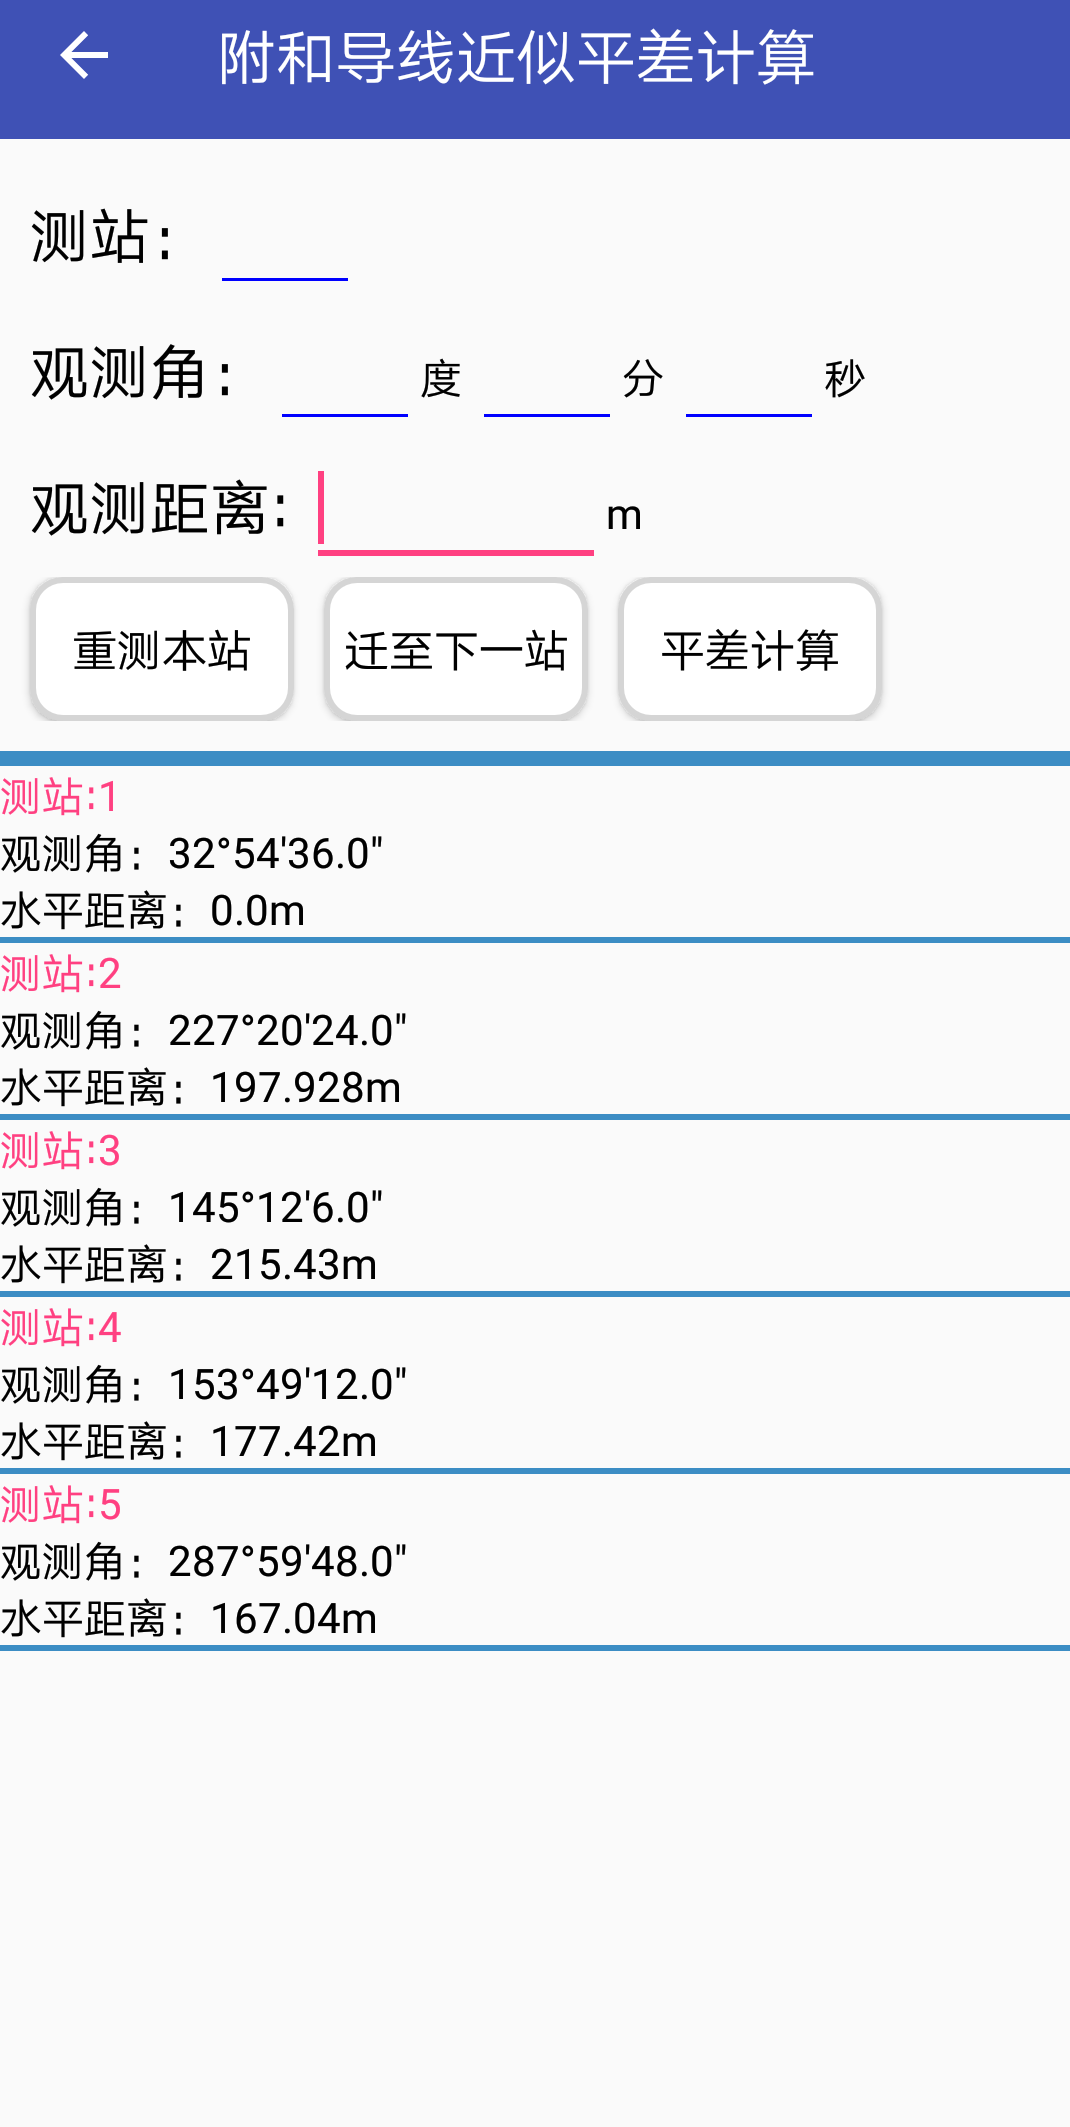 附和导线近似平差计算
测站：
观测角： 度 分 秒
观测距离: m
重测本站 迁至下一站 平差计算
测站:1
观测角：32°54'36.0"
水平距离：0.0m
测站:2
观测角：227°20'24.0"
水平距离：197.928m
测站:3
观测角：145°12'6.0"
水平距离：215.43m
测站:4
观测角：153°49'12.0"
水平距离：177.42m
测站:5
观测角：287°59'48.0"
水平距离：167.04m